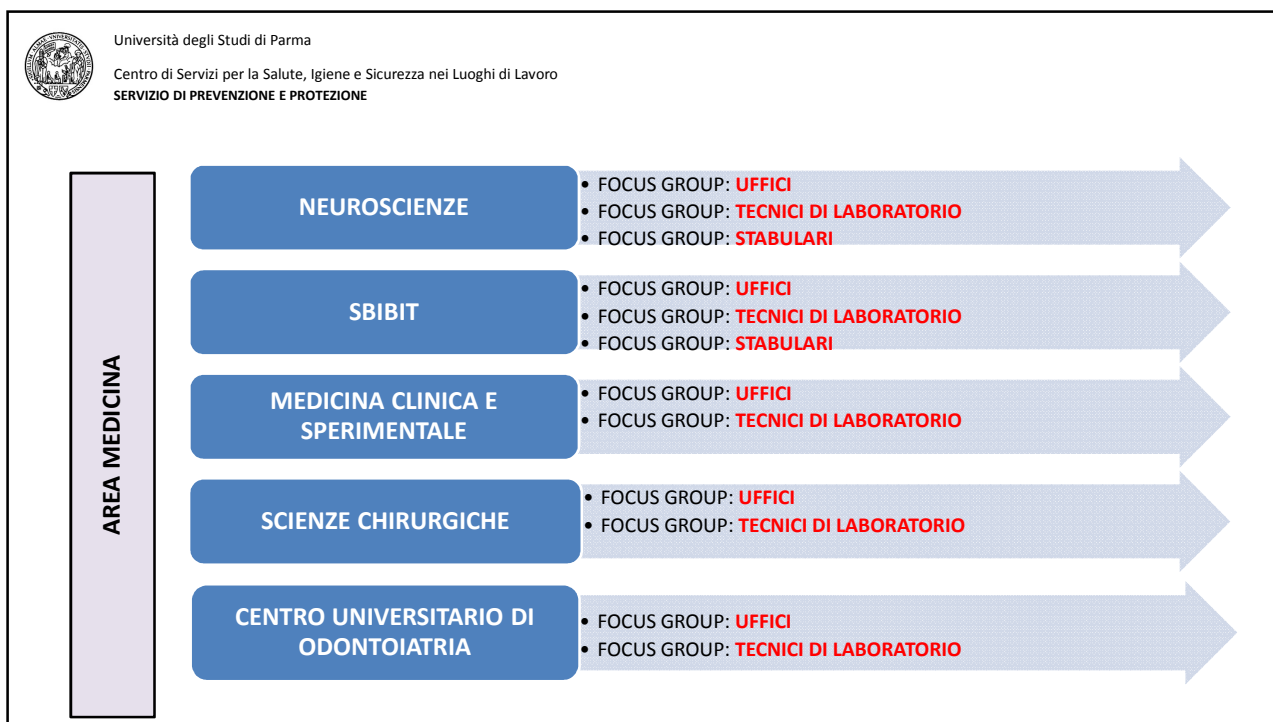 Università degli Studi di Parma
Centro di Servizi per la Salute, Igiene e Sicurezza nei Luoghi di Lavoro
SERVIZIO DI PREVENZIONE E PROTEZIONE
AREA MEDICINA
NEUROSCIENZE
• FOCUS GROUP: UFFICI
• FOCUS GROUP: TECNICI DI LABORATORIO
• FOCUS GROUP: STABULARI
SBIBIT
• FOCUS GROUP: UFFICI
• FOCUS GROUP: TECNICI DI LABORATORIO
• FOCUS GROUP: STABULARI
MEDICINA CLINICA E
SPERIMENTALE
• FOCUS GROUP: UFFICI
• FOCUS GROUP: TECNICI DI LABORATORIO
SCIENZE CHIRURGICHE
• FOCUS GROUP: UFFICI
• FOCUS GROUP: TECNICI DI LABORATORIO
CENTRO UNIVERSITARIO DI
ODONTOIATRIA
• FOCUS GROUP: UFFICI
• FOCUS GROUP: TECNICI DI LABORATORIO